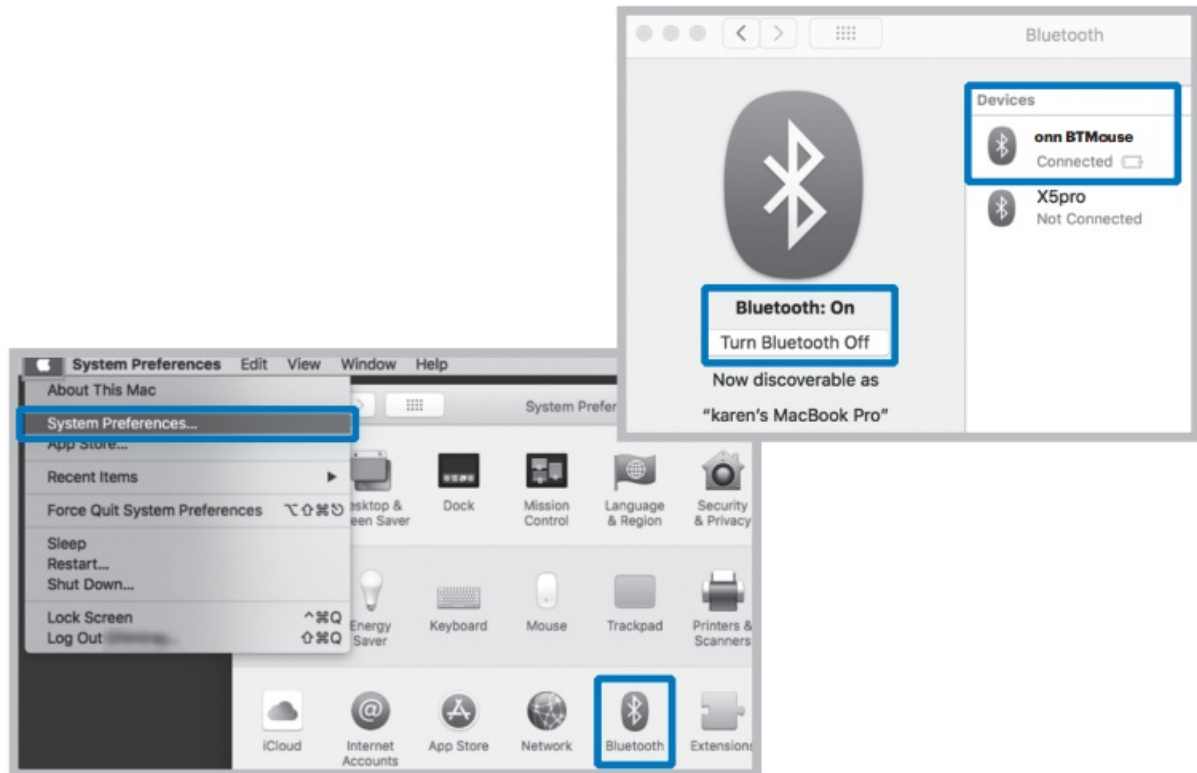 Bluetooth
Devices
onn BTMouse
Connected
X5pro
Not Connected
Bluetooth: On
Turn Bluetooth Off
Now discoverable as
“karen's MacBook Pro”
System Preferences Edit View Window Help
About This Mac
System Preferences...
App Store...
Recent Items
Force Quit System Preferences ⌥⇧⌘⎋
Sleep
Restart...
Shut Down...
Lock Screen ^⌘Q
Log Out ⇧⌘Q
System Prefer
esktop &
een Saver
Dock
Mission
Control
Language
& Region
Security
& Privacy
Energy
Saver
Keyboard
Mouse
Trackpad
Printers &
Scanners
iCloud
Internet
Accounts
App Store
Network
Bluetooth
Extensions